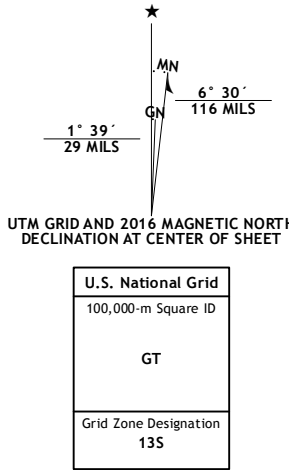 ★
MN
GN
6° 30´
116 MILS
1° 39´
29 MILS
UTM GRID AND 2016 MAGNETIC NORTH
DECLINATION AT CENTER OF SHEET
U.S. National Grid
100,000-m Square ID
GT
Grid Zone Designation
13S